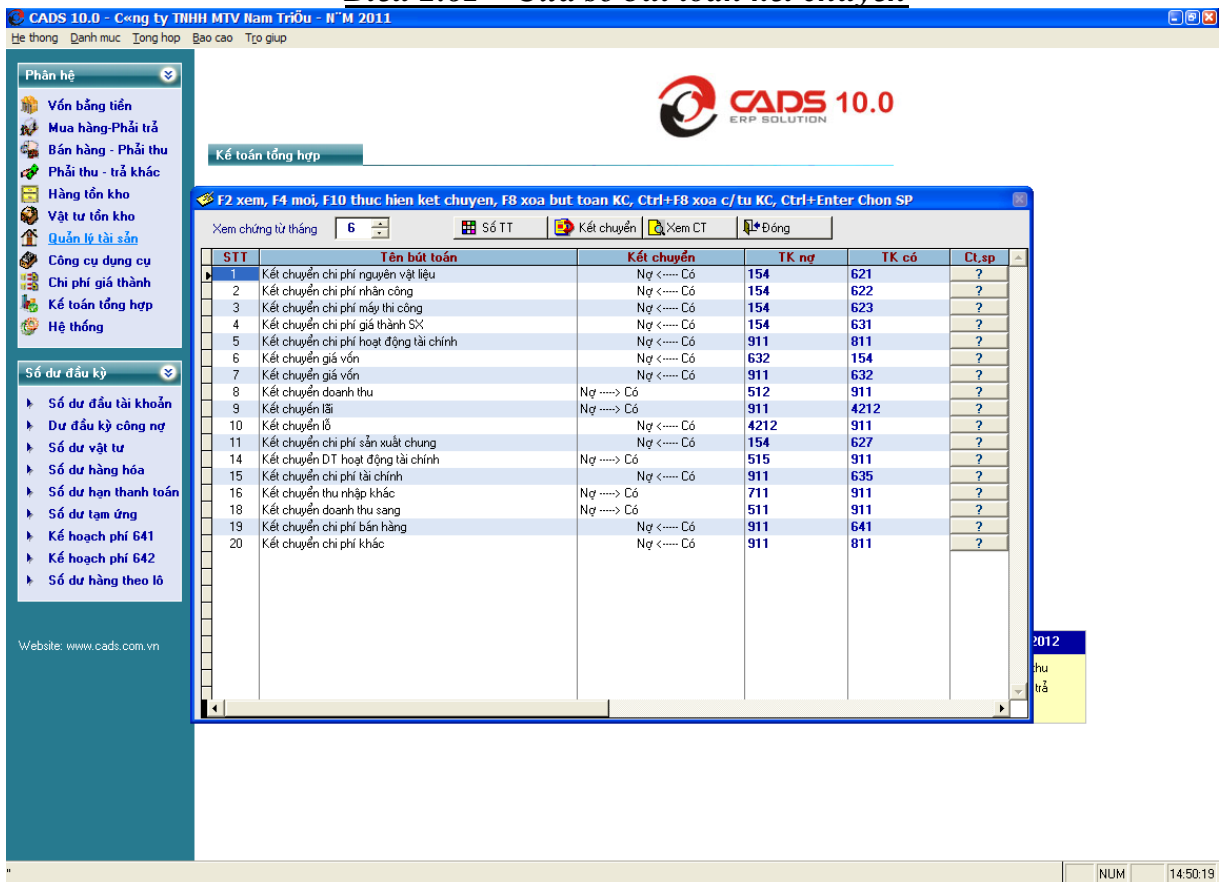 CADS 10.0 - C«ng ty TNHH MTV Nam TriÖu - N¨M 2011
He thong Danh muc Tong hop Bao cao Tro giup
Phân hệ
Vốn bằng tiền
Mua hàng-Phải trả
Bán hàng - Phải thu
Phải thu - trả khác
Hàng tồn kho
Vật tư tồn kho
Quản lý tài sản
Công cụ dụng cụ
Chi phí giá thành
Kế toán tổng hợp
Hệ thống
Số dư đầu kỳ
Số dư đầu tài khoản
Dư đầu kỳ công nợ
Số dư vật tư
Số dư hàng hóa
Số dư hạn thanh toán
Số dư tạm ứng
Kế hoạch phí 641
Kế hoạch phí 642
Số dư hàng theo lô
Website: www.cads.com.vn
CADS 10.0
ERP SOLUTION
Kế toán tổng hợp
F2 xem, F4 moi, F10 thuc hien ket chuyen, F8 xoa but toan KC, Ctrl+F8 xoa c/tu KC, Ctrl+Enter Chon SP
Xem chứng từ tháng 6 Số TT Kết chuyển Xem CT Đóng
STT Tên bút toán Kết chuyển TK nợ TK có Ct,sp
1 Kết chuyển chi phí nguyên vật liệu Nợ <----- Có 154 621 ?
2 Kết chuyển chi phí nhân công Nợ <----- Có 154 622 ?
3 Kết chuyển chi phí máy thi công Nợ <----- Có 154 623 ?
4 Kết chuyển chi phí giá thành SX Nợ <----- Có 154 631 ?
5 Kết chuyển chi phí hoạt động tài chính Nợ <----- Có 911 811 ?
6 Kết chuyển giá vốn Nợ <----- Có 632 154 ?
7 Kết chuyển giá vốn Nợ <----- Có 911 632 ?
8 Kết chuyển doanh thu Nợ -----> Có 512 911 ?
9 Kết chuyến lãi Nợ -----> Có 911 4212 ?
10 Kết chuyển lỗ Nợ <----- Có 4212 911 ?
11 Kết chuyển chi phí sản xuất chung Nợ <----- Có 154 627 ?
14 Kết chuyển DT hoạt động tài chính Nợ -----> Có 515 911 ?
15 Kết chuyển chi phí tài chính Nợ <----- Có 911 635 ?
16 Kết chuyển thu nhập khác Nợ -----> Có 711 911 ?
18 Kết chuyển doanh thu sang Nợ -----> Có 511 911 ?
19 Kết chuyển chi phí bán hàng Nợ <----- Có 911 641 ?
20 Kết chuyển chi phí khác Nợ <----- Có 911 811 ?
2012
thu
trả
" NUM 14:50:19